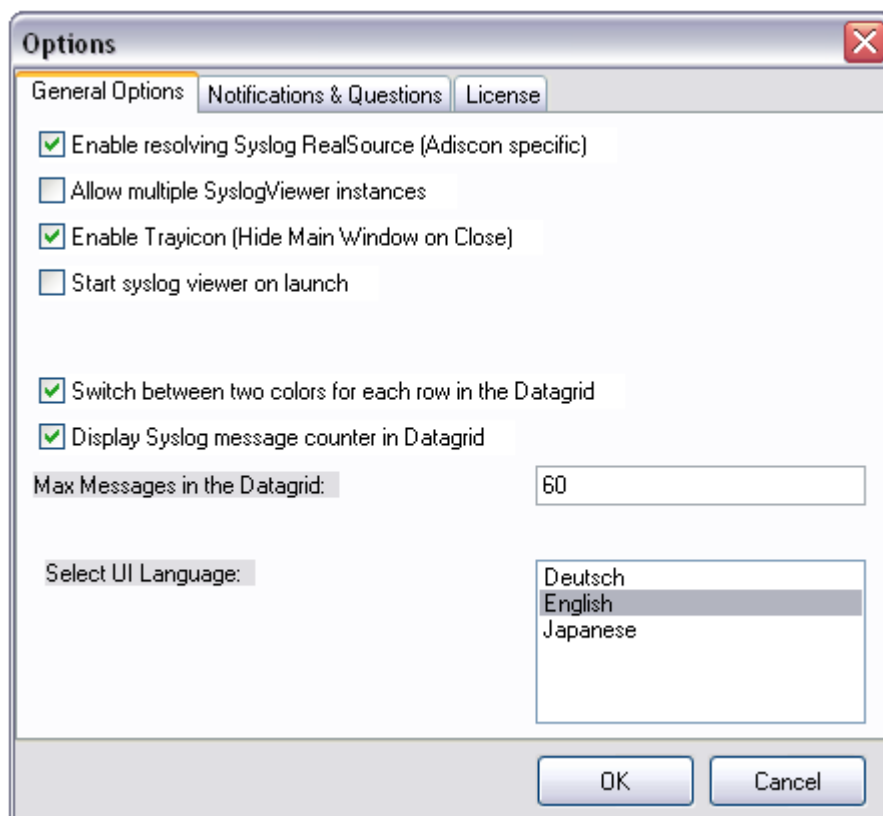 Options
General Options
Notifications & Questions
License
Enable resolving Syslog RealSource (Adiscon specific)
Allow multiple SyslogViewer instances
Enable Trayicon (Hide Main Window on Close)
Start syslog viewer on launch
Switch between two colors for each row in the Datagrid
Display Syslog message counter in Datagrid
Max Messages in the Datagrid:
60
Select UI Language:
Deutsch
English
Japanese
OK
Cancel